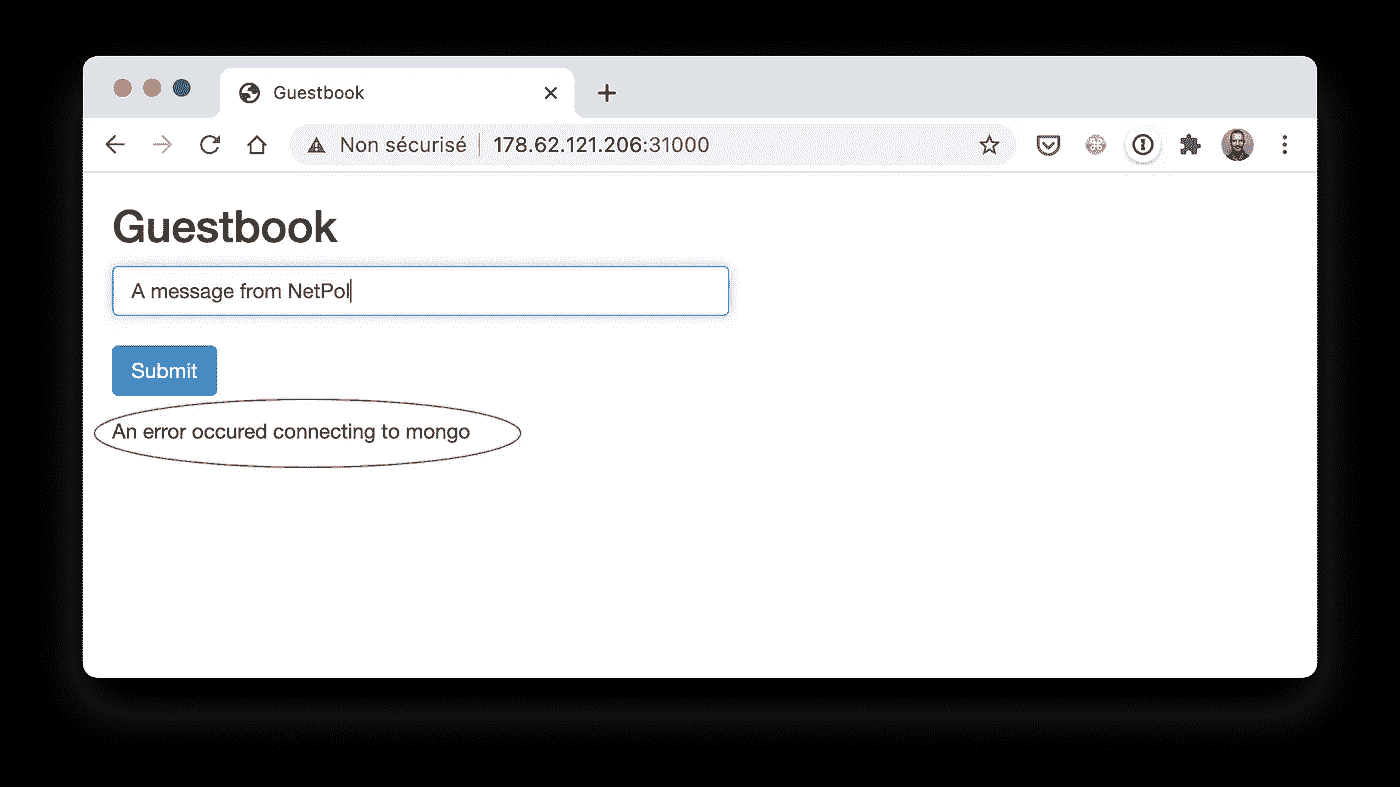 Guestbook
Non sécurisé 178.62.121.206:31000
Guestbook
A message from NetPol
Submit
An error occured connecting to mongo